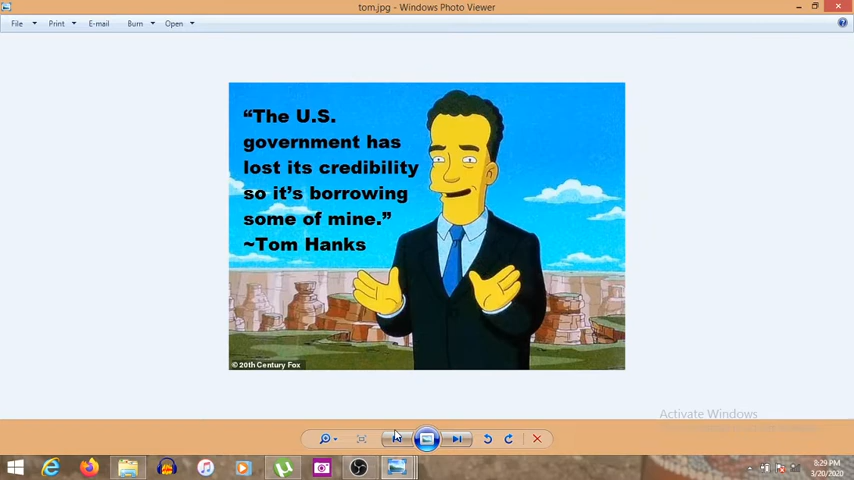 tom.jpg - Windows Photo Viewer
File Print E-mail Burn Open
“The U.S.
government has
lost its credibility
so it’s borrowing
some of mine.”
~Tom Hanks
©20th Century Fox
Activate Windows
8:29 PM
3/20/2020